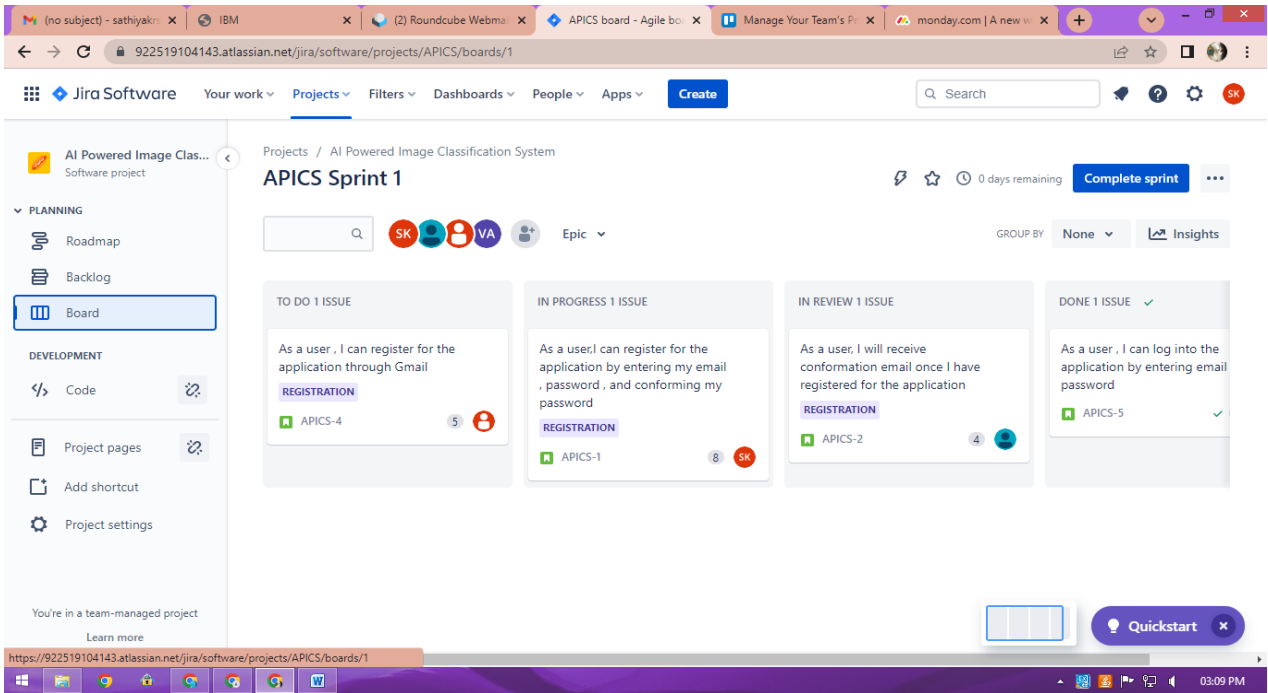 (no subject) - sathiyakrs
IBM
(2) Roundcube Webmai
APICS board - Agile boa
Manage Your Team's Pr
monday.com | A new w
922519104143.atlassian.net/jira/software/projects/APICS/boards/1
Jira Software
Your work
Projects
Filters
Dashboards
People
Apps
Create
Search
SK
AI Powered Image Clas...
Software project
PLANNING
Roadmap
Backlog
Board
DEVELOPMENT
Code
Project pages
Add shortcut
Project settings
You're in a team-managed project
Learn more
Projects / AI Powered Image Classification System
APICS Sprint 1
0 days remaining
Complete sprint
SK
VA
Epic
GROUP BY
None
Insights
TO DO 1 ISSUE
As a user , I can register for the
application through Gmail
REGISTRATION
APICS-4
5
IN PROGRESS 1 ISSUE
As a user,I can register for the
application by entering my email
, password , and conforming my
password
REGISTRATION
APICS-1
8
SK
IN REVIEW 1 ISSUE
As a user, I will receive
conformation email once I have
registered for the application
REGISTRATION
APICS-2
4
DONE 1 ISSUE
As a user , I can log into the
application by entering email
password
APICS-5
Quickstart
https://922519104143.atlassian.net/jira/software/projects/APICS/boards/1
03:09 PM